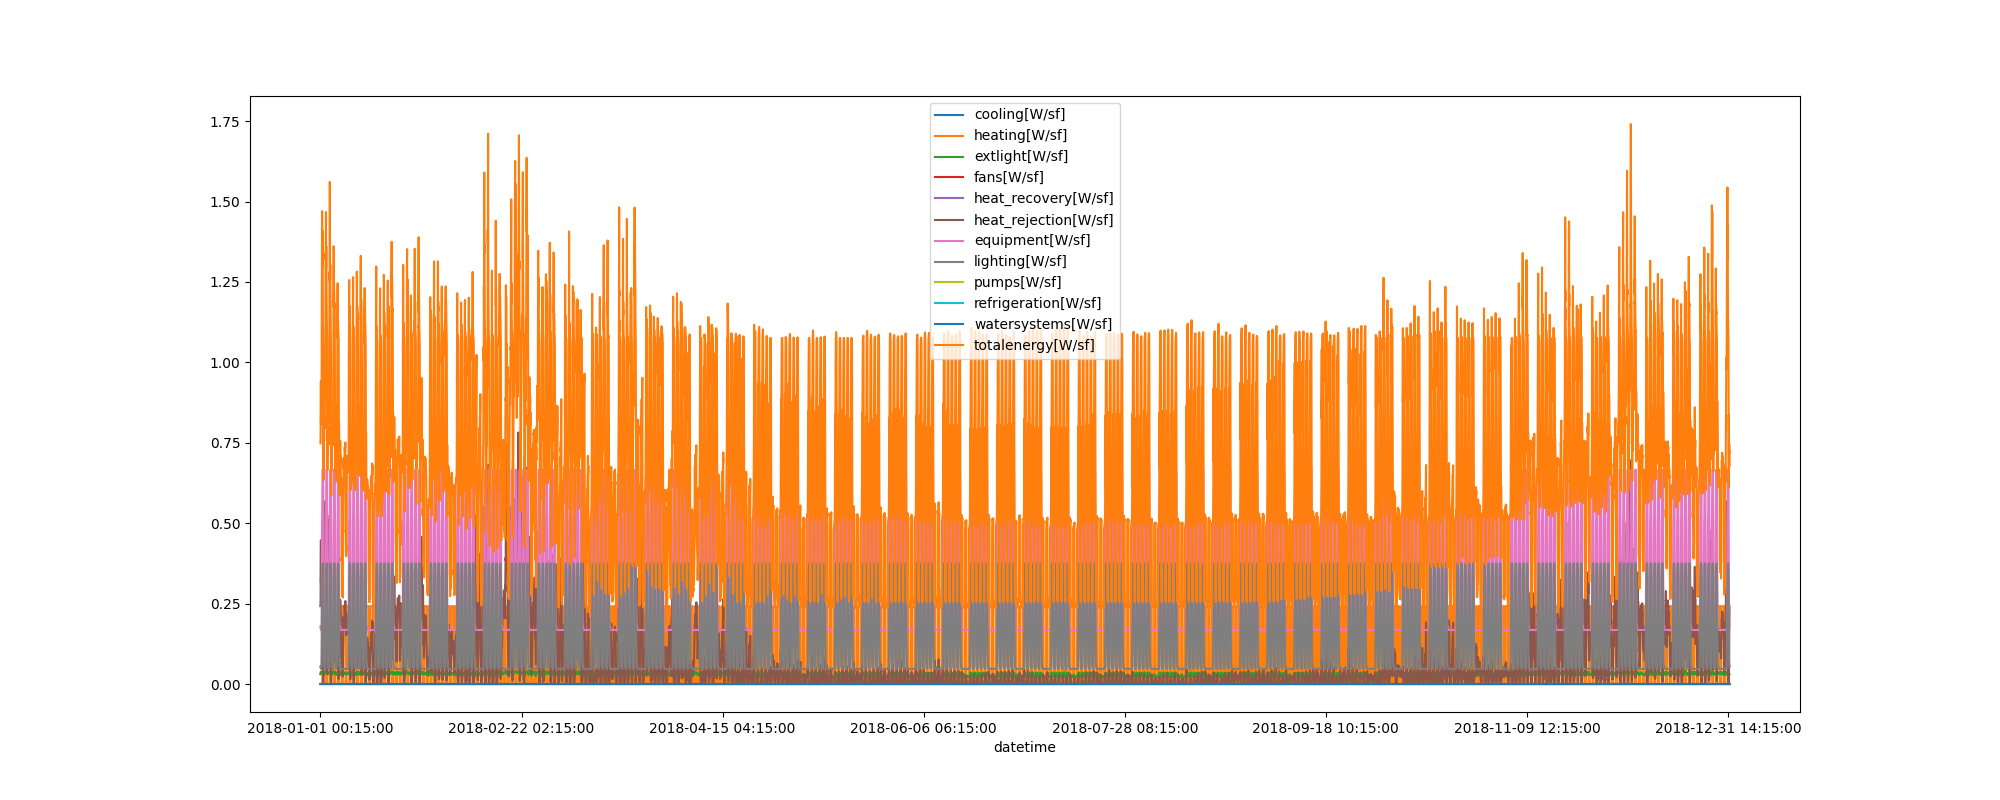 1.75
1.50
1.25
1.00
0.75
0.50
0.25
0.00
cooling[W/sf]
heating[W/sf]
extlight[W/sf]
fans[W/sf]
heat_recovery[W/sf]
heat_rejection[W/sf]
equipment[W/sf]
lighting[W/sf]
pumps[W/sf]
refrigeration[W/sf]
watersystems[W/sf]
totalenergy[W/sf]
2018-01-01 00:15:00 2018-02-22 02:15:00 2018-04-15 04:15:00 2018-06-06 06:15:00 2018-07-28 08:15:00 2018-09-18 10:15:00 2018-11-09 12:15:00 2018-12-31 14:15:00
datetime